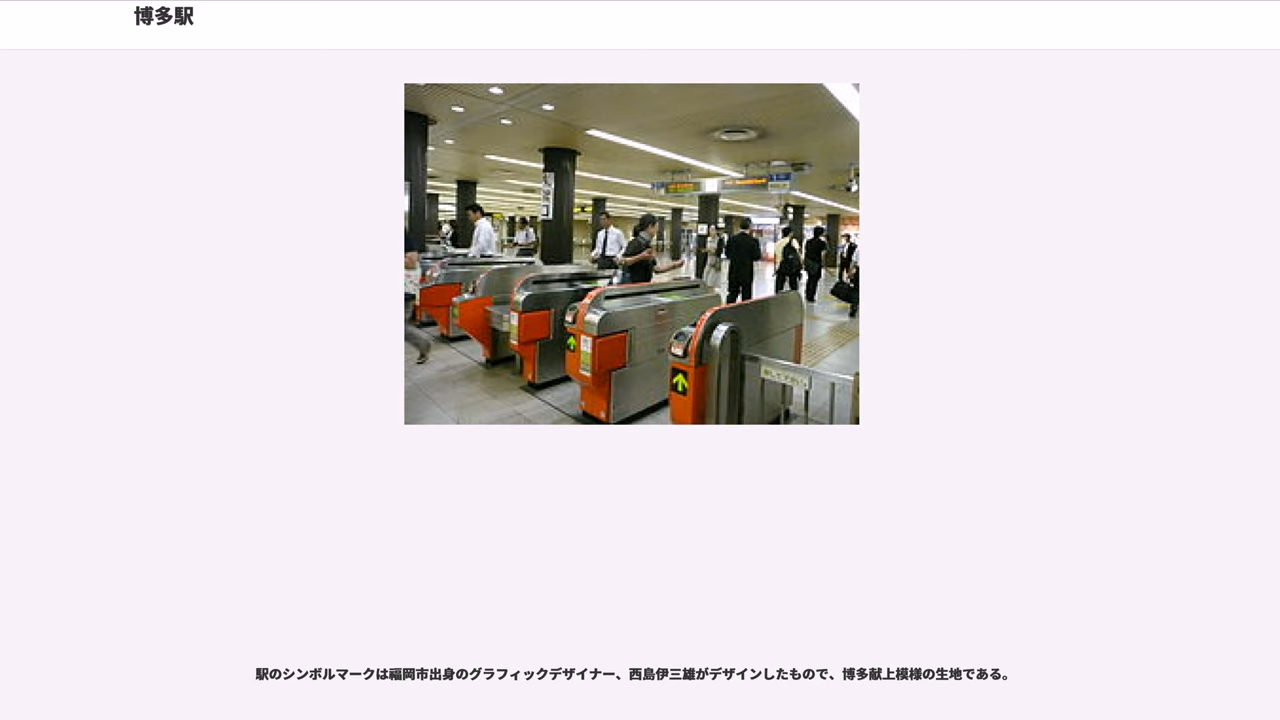 博多駅
駅のシンボルマークは福岡市出身のグラフィックデザイナー、西島伊三雄がデザインしたもので、博多献上模様の生地である。